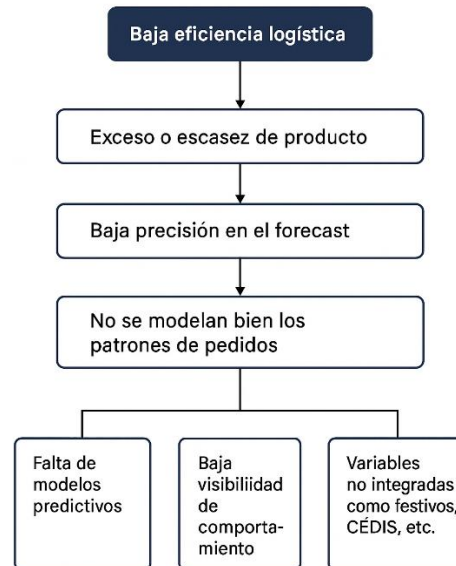 Baja eficiencia logística
Exceso o escasez de producto
Baja precisión en el forecast
No se modelan bien los
patrones de pedidos
Falta de
modelos
predictivos
Baja
visibiliidad
de
comporta-
miento
Variables
no integradas
como festivos,
CÉDIS, etc.